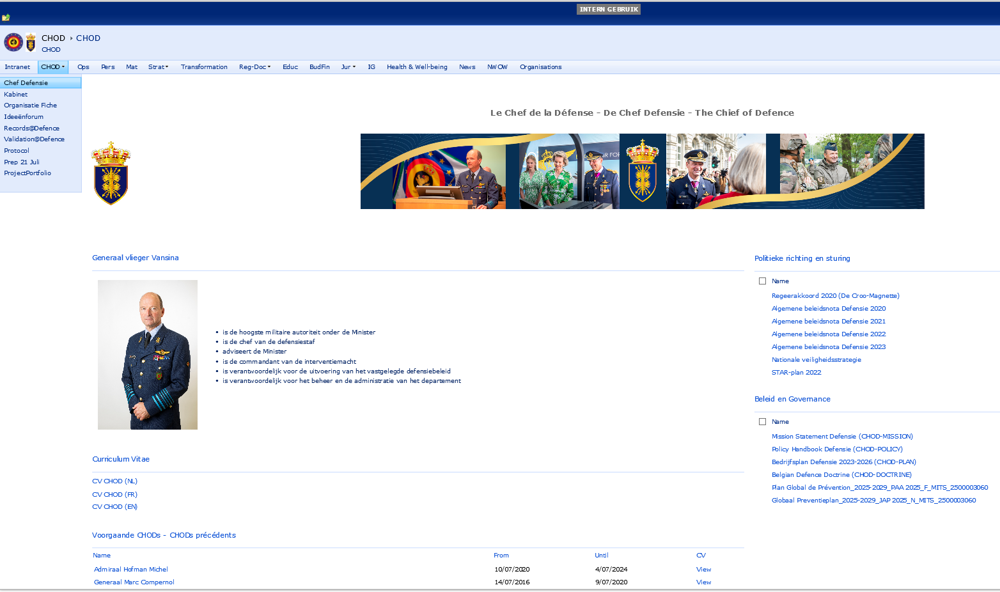 INTERN GEBRUIK
CHOD CHOD
CHOD
Intranet CHOD Ops Pers Mat Strat Transformation Reg-Doc Educ BudFin Jur IG Health & Well-being News NWOW Organisations
Chef Defensie
Kabinet
Organisatie Fiche
Ideeënforum
Records@Defence
Validation@Defence
Protocol
Prep 21 Juli
ProjectPortfolio
Le Chef de la Défense - De Chef Defensie - The Chief of Defence
Generaal vlieger Vansina
• is de hoogste militaire autoriteit onder de Minister
• is de chef van de defensiestaf
• adviseert de Minister
• is de commandant van de interventiemacht
• is verantwoordelijk voor de uitvoering van het vastgelegde defensiebeleid
• is verantwoordelijk voor het beheer en de administratie van het departement
Curriculum Vitae
CV CHOD (NL)
CV CHOD (FR)
CV CHOD (EN)
Voorgaande CHODs - CHODs précédents
Name From Until CV
Admiraal Hofman Michel 10/07/2020 4/07/2024 View
Generaal Marc Compernol 14/07/2016 9/07/2020 View
Politieke richting en sturing
Name
Regeerakkoord 2020 (De Croo-Magnette)
Algemene beleidsnota Defensie 2020
Algemene beleidsnota Defensie 2021
Algemene beleidsnota Defensie 2022
Algemene beleidsnota Defensie 2023
Nationale veiligheidsstrategie
STAR-plan 2022
Beleid en Governance
Name
Mission Statement Defensie (CHOD-MISSION)
Policy Handbook Defensie (CHOD-POLICY)
Bedrijfsplan Defensie 2023-2026 (CHOD-PLAN)
Belgian Defence Doctrine (CHOD-DOCTRINE)
Plan Global de Prévention_2025-2029_PAA 2025_F_MITS_2500003060
Globaal Preventieplan_2025-2029_JAP 2025_N_MITS_2500003060